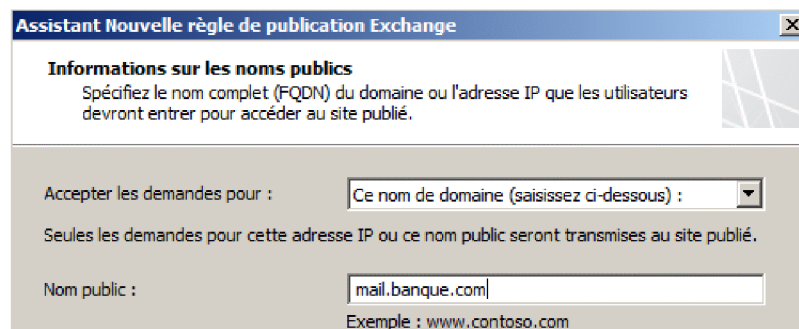 Assistant Nouvelle règle de publication Exchange
Informations sur les noms publics
Spécifiez le nom complet (FQDN) du domaine ou l'adresse IP que les utilisateurs
devront entrer pour accéder au site publié.
Accepter les demandes pour :
Ce nom de domaine (saisissez ci-dessous) :
Seules les demandes pour cette adresse IP ou ce nom public seront transmises au site publié.
Nom public :
mail.banque.com
Exemple : www.contoso.com